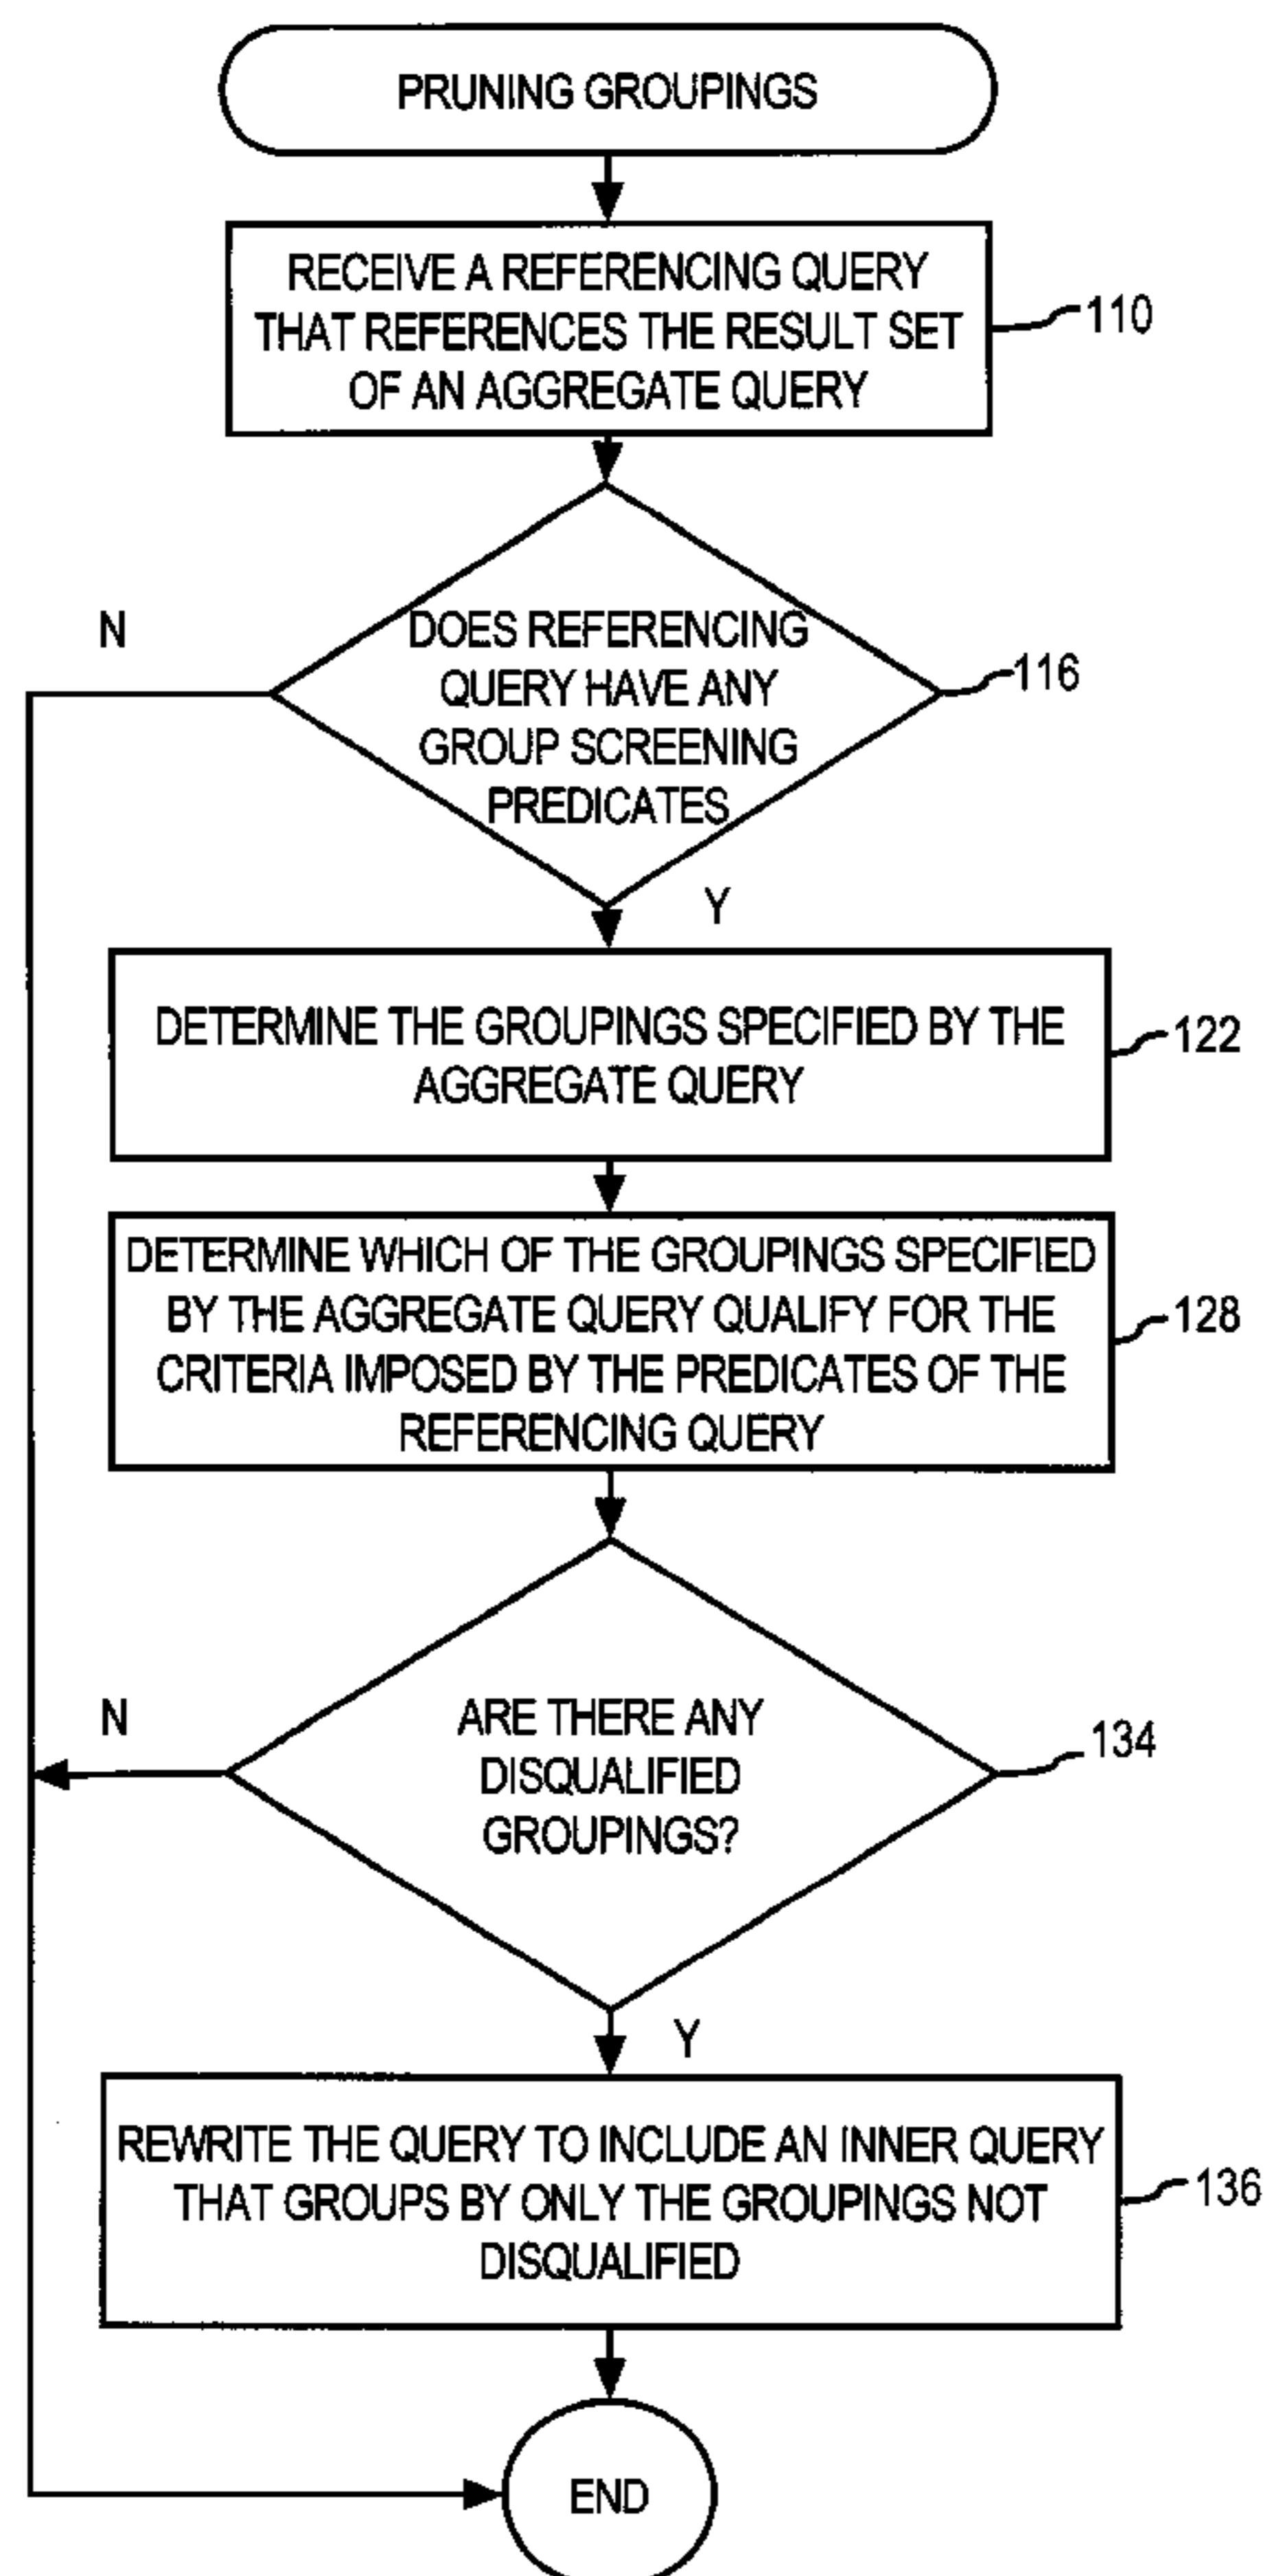 PRUNING GROUPINGS
RECEIVE A REFERENCING QUERY
THAT REFERENCES THE RESULT SET
OF AN AGGREGATE QUERY
110
N
DOES REFERENCING
QUERY HAVE ANY
GROUP SCREENING
PREDICATES
116
Y
DETERMINE THE GROUPINGS SPECIFIED BY THE
AGGREGATE QUERY
122
DETERMINE WHICH OF THE GROUPINGS SPECIFIED
BY THE AGGREGATE QUERY QUALIFY FOR THE
CRITERIA IMPOSED BY THE PREDICATES OF THE
REFERENCING QUERY
128
N
ARE THERE ANY
DISQUALIFIED
GROUPINGS?
134
Y
REWRITE THE QUERY TO INCLUDE AN INNER QUERY
THAT GROUPS BY ONLY THE GROUPINGS NOT
DISQUALIFIED
136
END